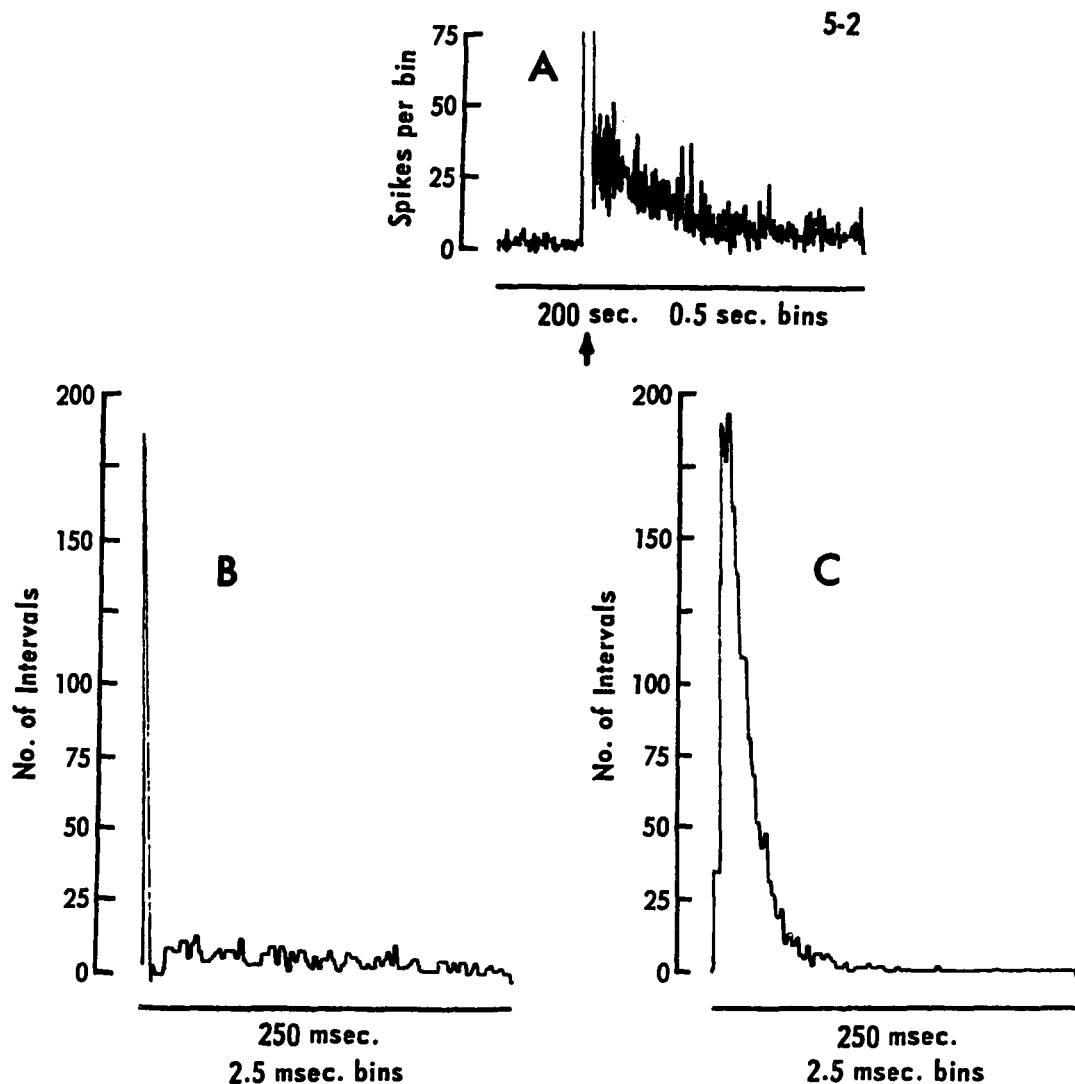 5-2
A
Spikes per bin
75
50
25
0
200 sec. 0.5 sec. bins
B
No. of Intervals
200
150
100
75
50
25
0
250 msec.
2.5 msec. bins
C
No. of Intervals
200
150
100
75
50
25
0
250 msec.
2.5 msec. bins